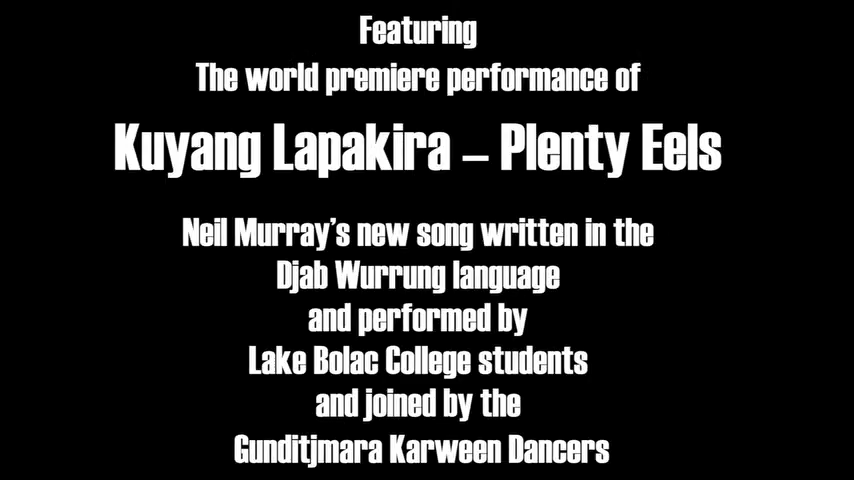 Featuring
The world premiere performance of
Kuyang Lapakira – Plenty Eels
Neil Murray's new song written in the
Djab Wurrung language
and performed by
Lake Bolac College students
and joined by the
Gunditjmara Karween Dancers